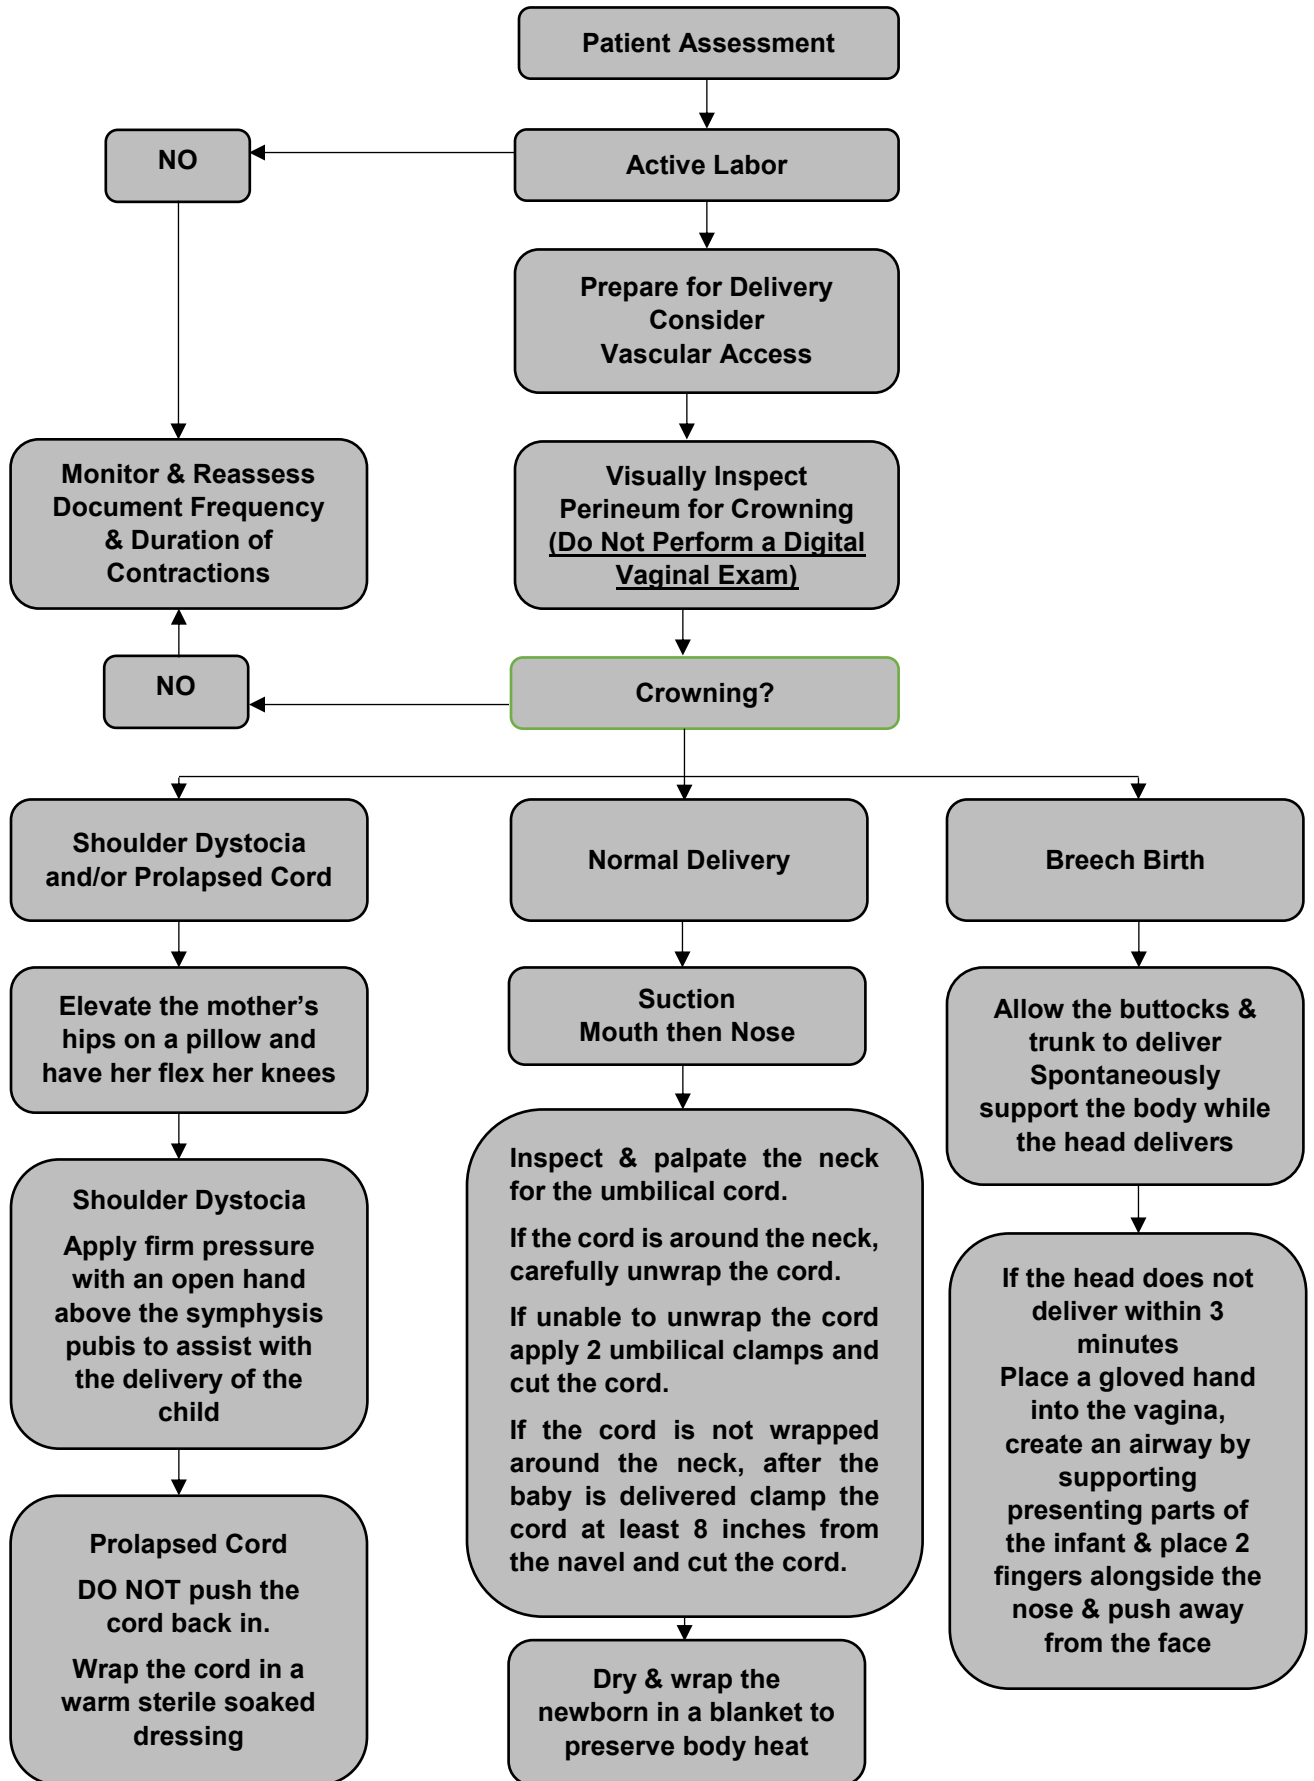 Patient Assessment
NO
Active Labor
Prepare for Delivery
Consider
Vascular Access
Monitor & Reassess
Document Frequency
& Duration of
Contractions
Visually Inspect
Perineum for Crowning
(Do Not Perform a Digital
Vaginal Exam)
NO
Crowning?
Shoulder Dystocia
and/or Prolapsed Cord
Elevate the mother’s
hips on a pillow and
have her flex her knees
Shoulder Dystocia
Apply firm pressure
with an open hand
above the symphysis
pubis to assist with
the delivery of the
child
Prolapsed Cord
DO NOT push the
cord back in.
Wrap the cord in a
warm sterile soaked
dressing
Normal Delivery
Suction
Mouth then Nose
Inspect & palpate the neck
for the umbilical cord.
If the cord is around the neck,
carefully unwrap the cord.
If unable to unwrap the cord
apply 2 umbilical clamps and
cut the cord.
If the cord is not wrapped
around the neck, after the
baby is delivered clamp the
cord at least 8 inches from
the navel and cut the cord.
Dry & wrap the
newborn in a blanket to
preserve body heat
Breech Birth
Allow the buttocks &
trunk to deliver
Spontaneously
support the body while
the head delivers
If the head does not
deliver within 3
minutes
Place a gloved hand
into the vagina,
create an airway by
supporting
presenting parts of
the infant & place 2
fingers alongside the
nose & push away
from the face